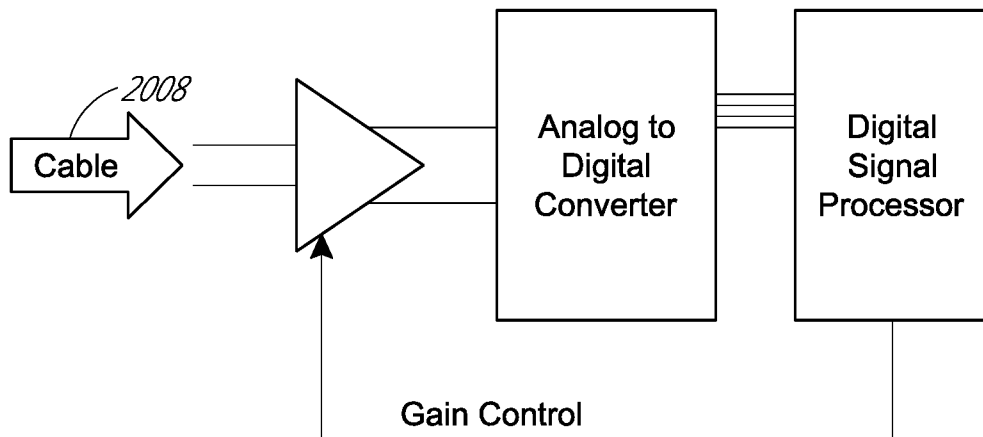 2008
Cable
Analog to
Digital
Converter
Digital
Signal
Processor
Gain Control